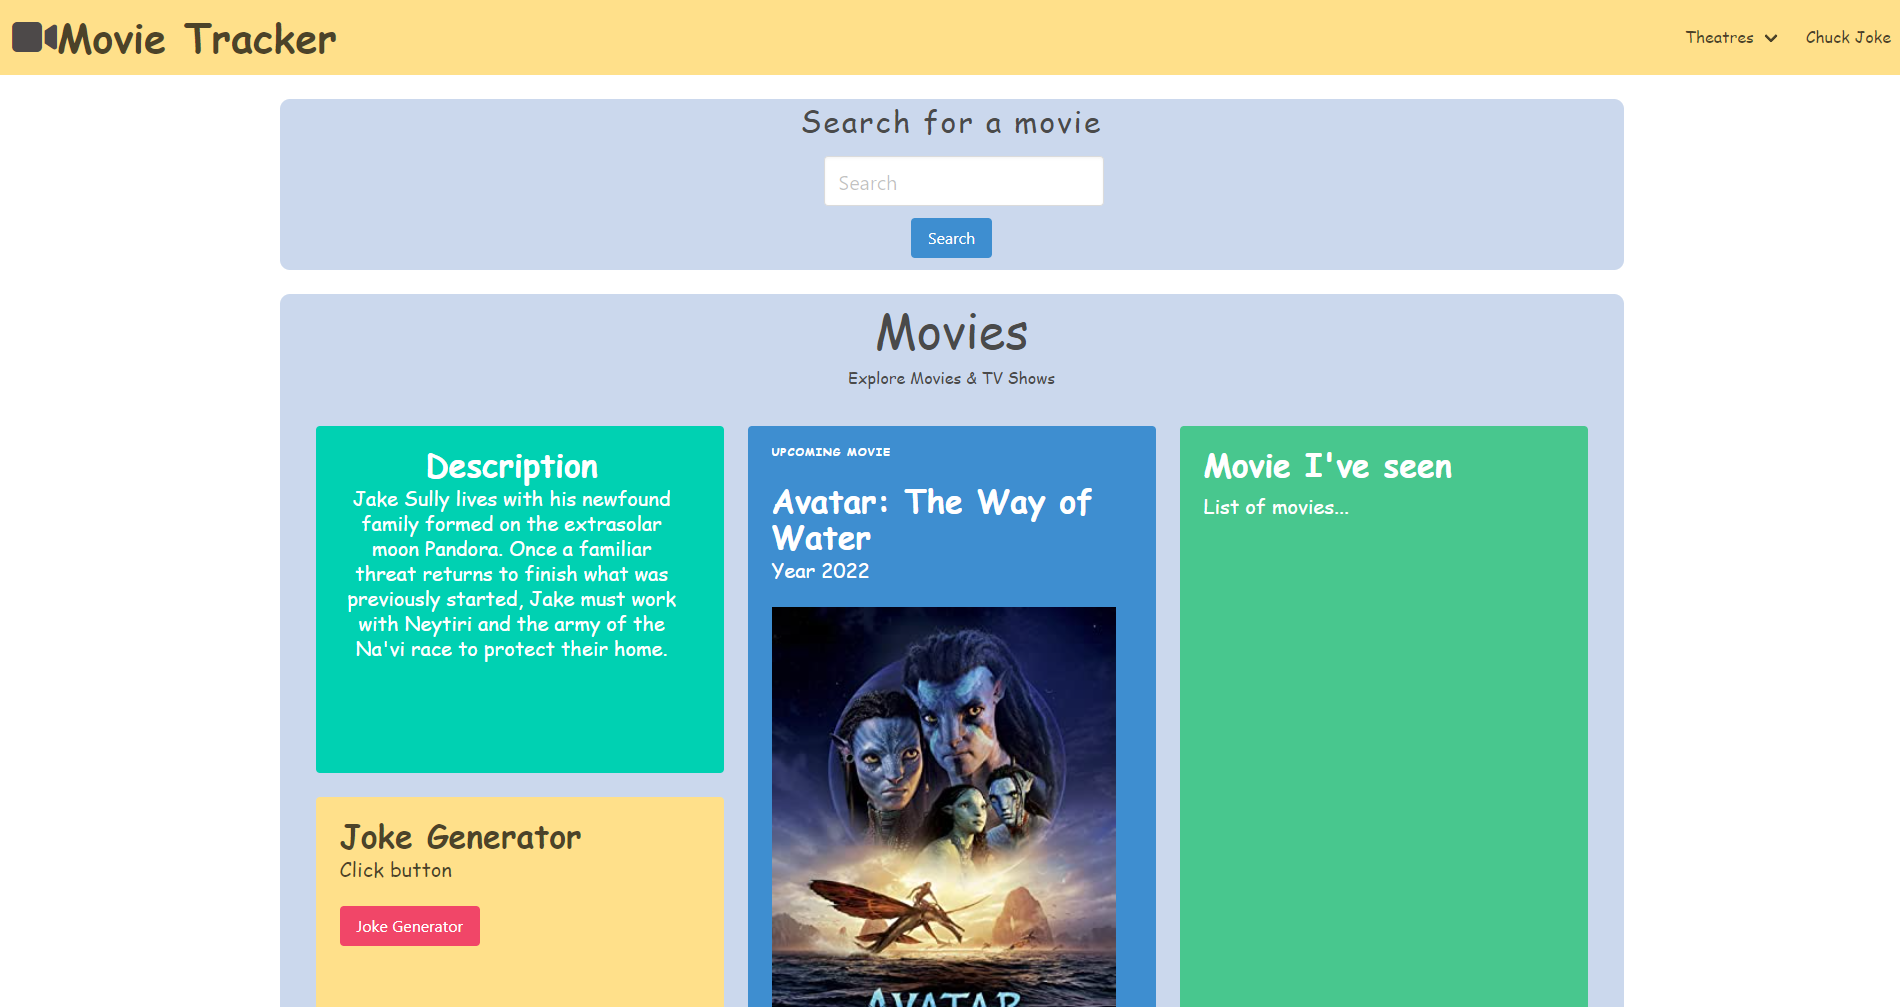 Movie Tracker
Theatres
Chuck Joke
Search for a movie
Search
Search
Movies
Explore Movies & TV Shows
Description
Jake Sully lives with his newfound
family formed on the extrasolar
moon Pandora. Once a familiar
threat returns to finish what was
previously started, Jake must work
with Neytiri and the army of the
Na'vi race to protect their home.
Joke Generator
Click button
Joke Generator
UPCOMING MOVIE
Avatar: The Way of
Water
Year 2022
AVATAR
Movie I've seen
List of movies...